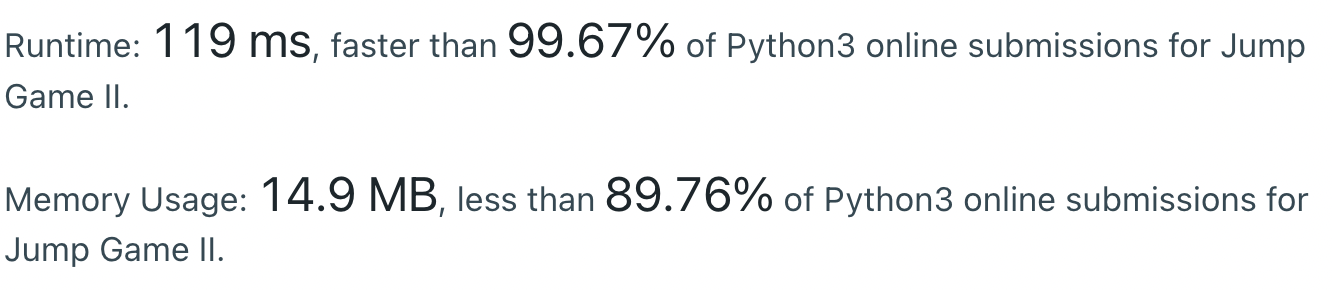 Runtime: 119 ms, faster than 99.67% of Python3 online submissions for Jump
Game II.
Memory Usage: 14.9 MB, less than 89.76% of Python3 online submissions for
Jump Game II.